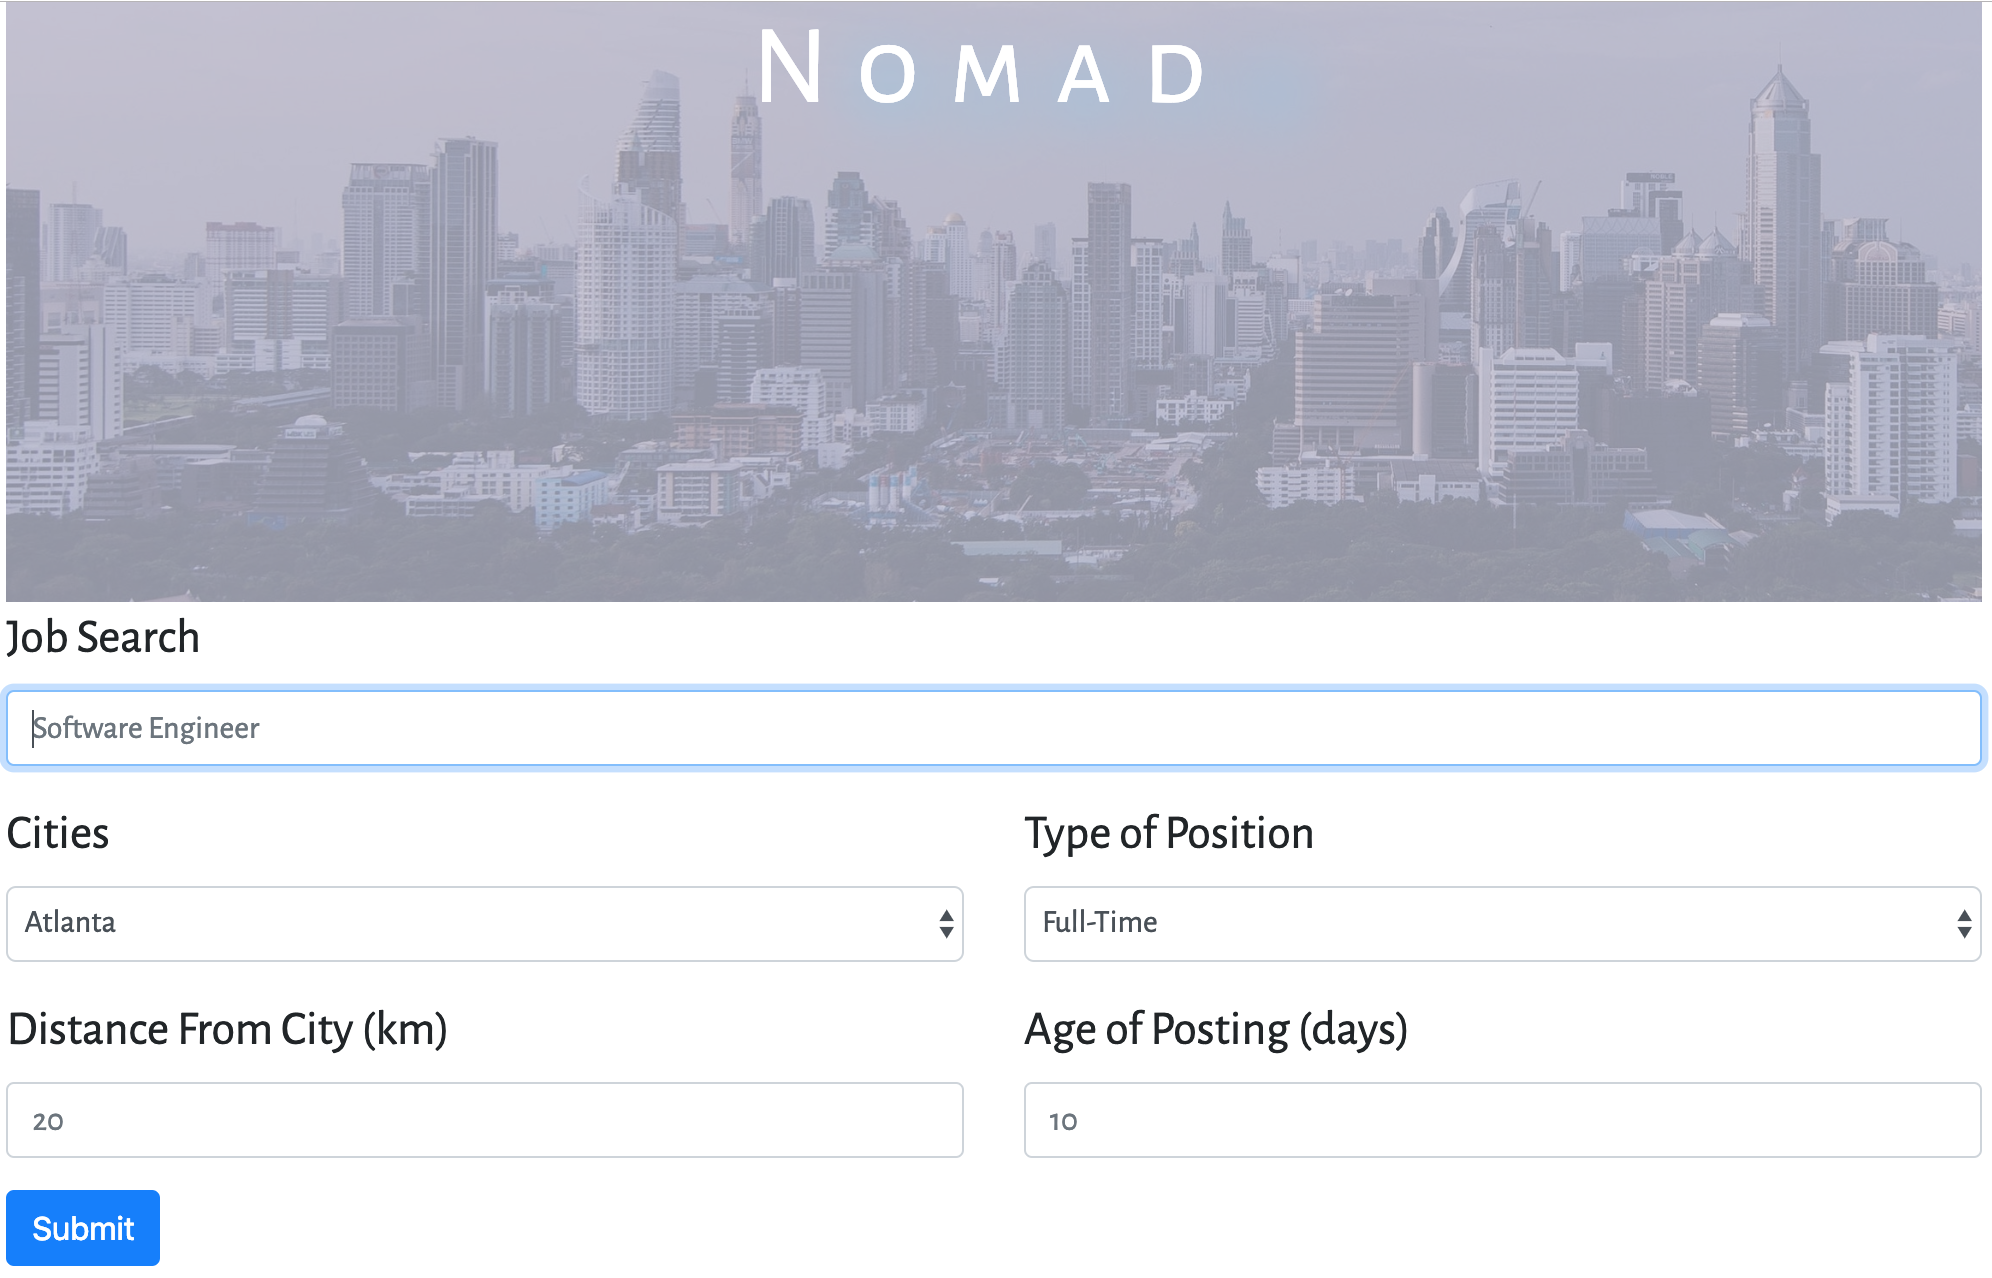 Nomad
Job Search
Software Engineer
Cities
Type of Position
Atlanta
Full-Time
Distance From City (km)
Age of Posting (days)
20
10
Submit